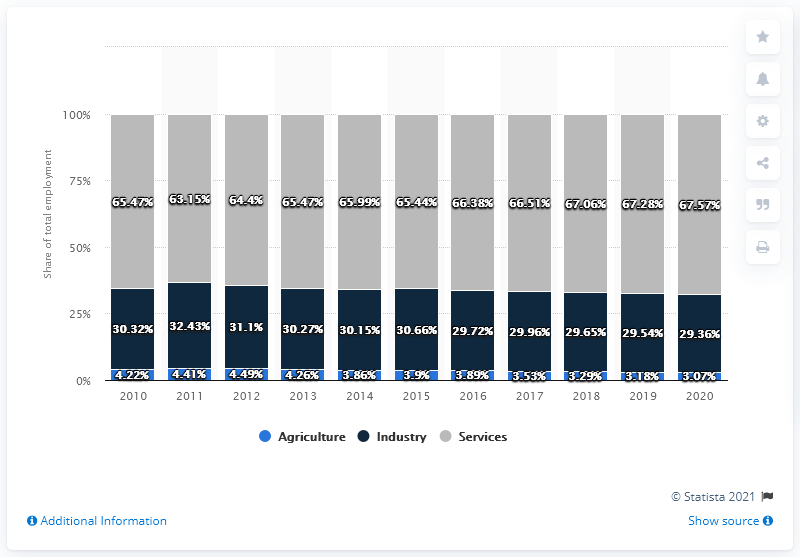 Share of total employment
100%
75%
50%
25%
0%
65.47% 63.15% 64.4% 65.47% 65.99% 65.44% 66.38% 66.51% 67.06% 67.28% 67.57%
30.32% 32.43% 31.1% 30.27% 30.15% 30.66% 29.72% 29.96% 29.65% 29.54% 29.36%
4.22% 4.41% 4.49% 4.26% 3.86% 3.9% 3.89% 3.53% 3.29% 3.18% 3.07%
2010 2011 2012 2013 2014 2015 2016 2017 2018 2019 2020
Agriculture Industry Services
© Statista 2021
Additional Information
Show source